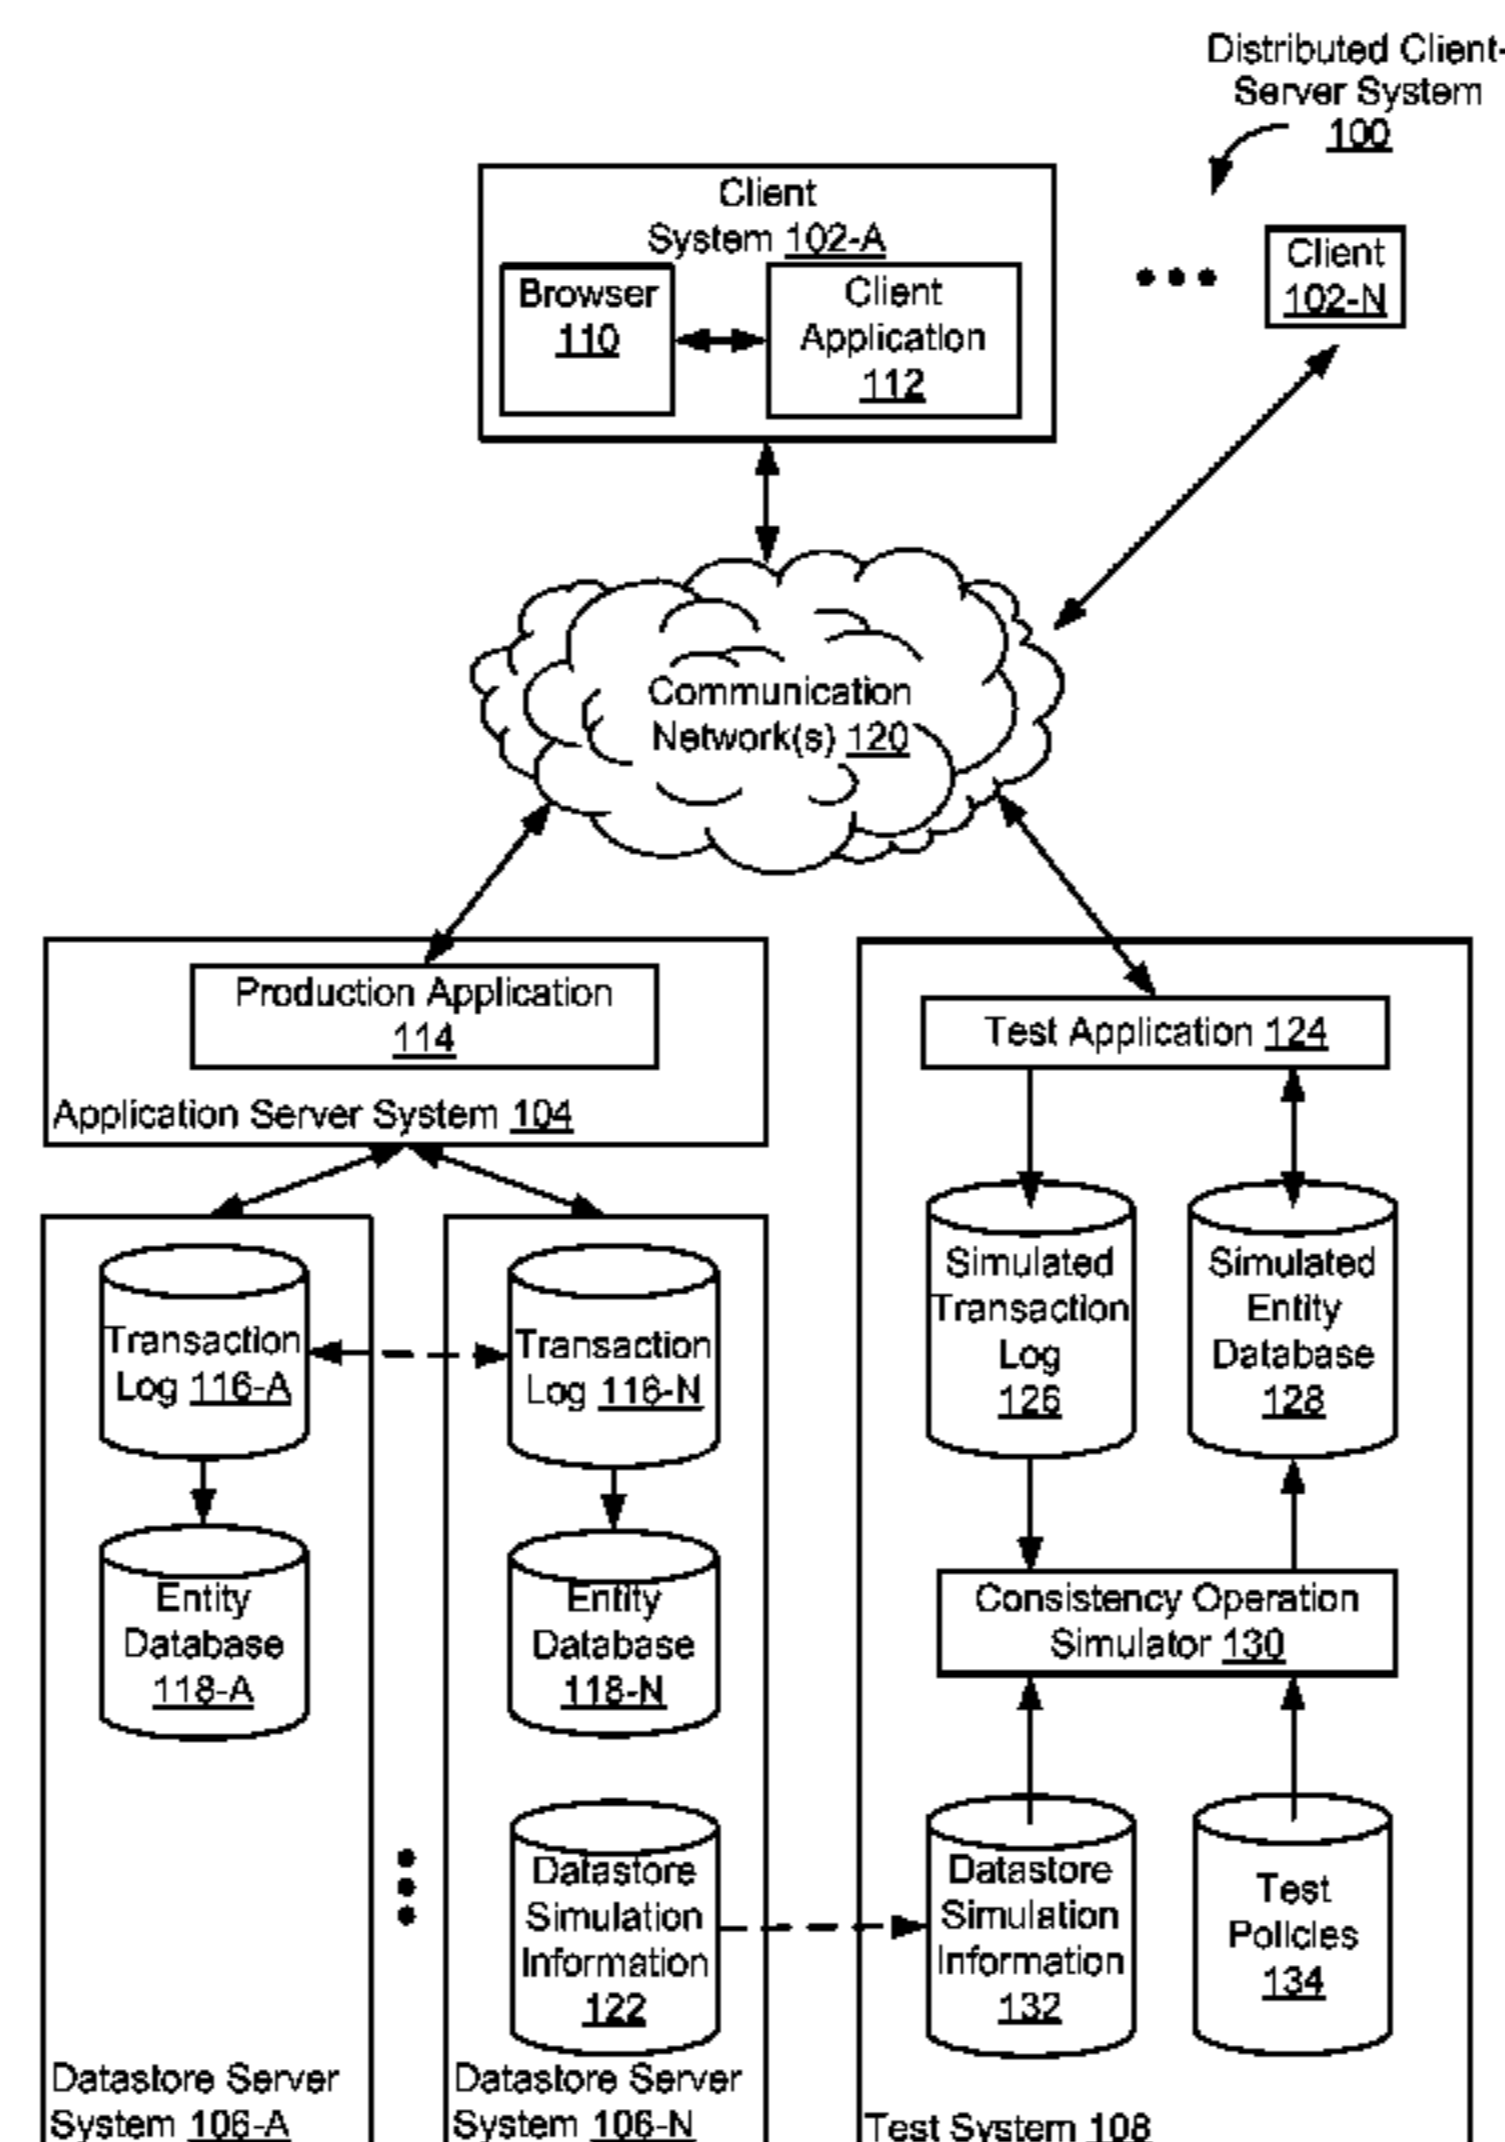 Distributed Client-
Server System
100
Client
System 102-A
Browser
110
Client
Application
112
Client
102-N
Communication
Network(s) 120
Production Application
114
Application Server System 104
Test Application 124
Transaction
Log 116-A
Transaction
Log 116-N
Simulated
Transaction
Log
126
Simulated
Entity
Database
128
Entity
Database
118-A
Entity
Database
118-N
Consistency Operation
Simulator 130
Datastore
Simulation
Information
122
Datastore
Simulation
Information
132
Test
Policies
134
Datastore Server
System 106-A
Datastore Server
System 106-N
Test System 108